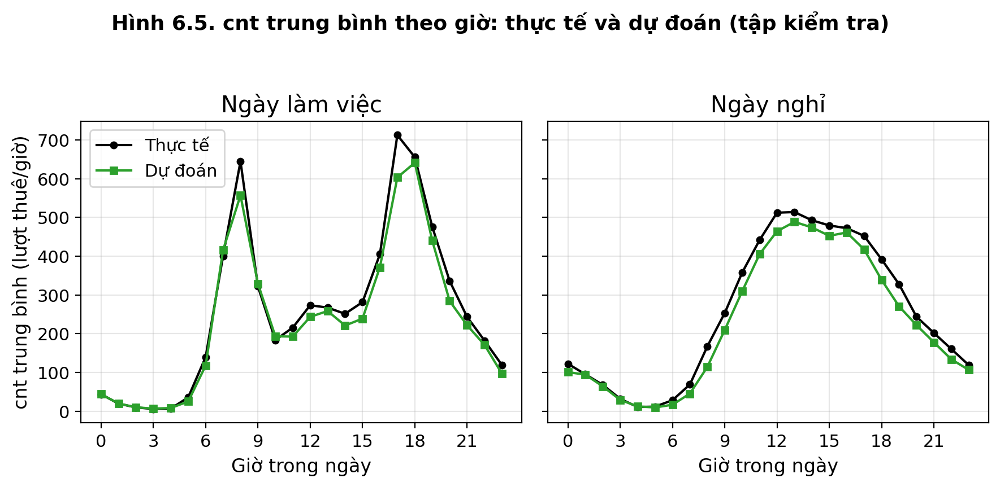 Hình 6.5. cnt trung bình theo giờ: thực tế và dự đoán (tập kiểm tra)
Ngày làm việc
Ngày nghỉ
cnt trung bình (lượt thuê/giờ)
Thực tế
Dự đoán
700
600
500
400
300
200
100
0
0 3 6 9 12 15 18 21
0 3 6 9 12 15 18 21
Giờ trong ngày
Giờ trong ngày